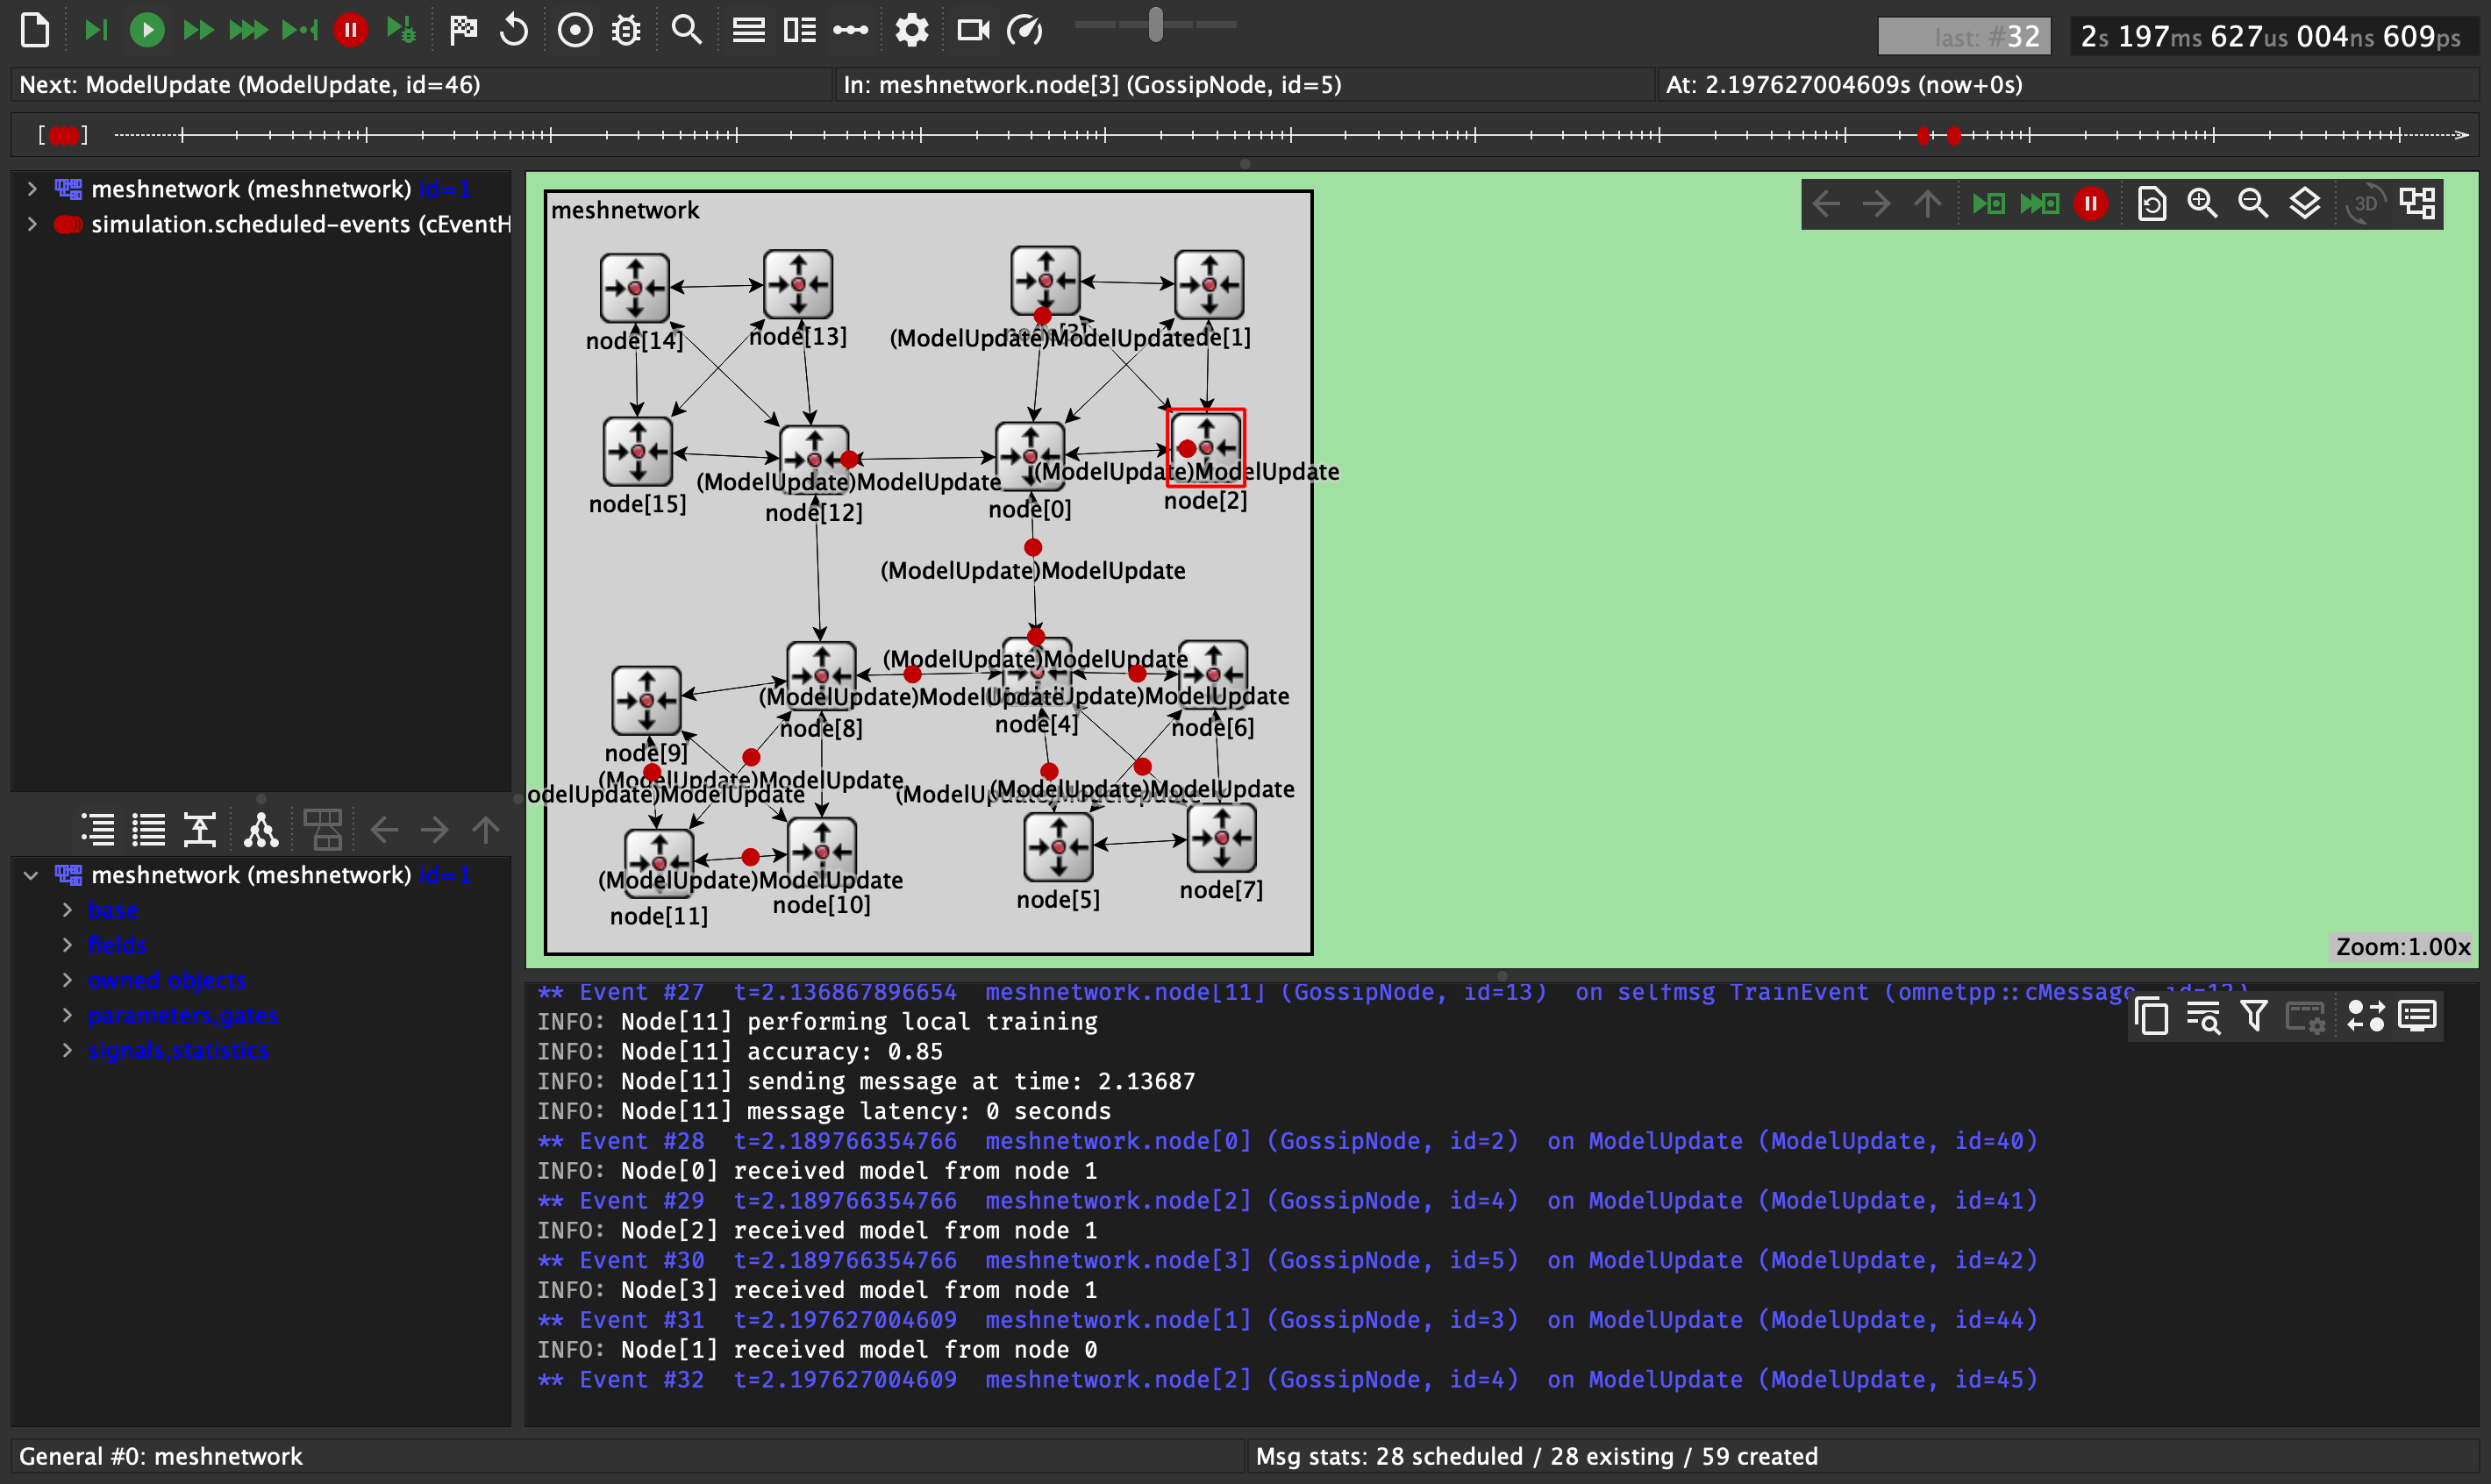 last: #32
2s 197ms 627us 004ns 609ps
Next: ModelUpdate (ModelUpdate, id=46)
In: meshnetwork.node[3] (GossipNode, id=5)
At: 2.197627004609s (now+0s)
meshnetwork (meshnetwork) id=1
simulation.scheduled-events (cEventH
meshnetwork
3D
node[14]
node[13]
(ModelUpdate)ModelUpdate
de[1]
node[15]
(ModelUpdate)ModelUpdate
node[12]
node[0]
(ModelUpdate)ModelUpdate
node[2]
(ModelUpdate)ModelUpdate
(ModelUpdate)ModelUpdate
(ModelUpdate)ModelUpdate
pdate)ModelUpdate
node[8]
node[4]
node[6]
node[9]
(ModelUpdate)ModelUpdate
odelUpdate)ModelUpdate
(ModelUpdate)ModelUpdate
(ModelUpdate)ModelUpdate
node[11]
node[10]
node[5]
node[7]
Zoom:1.00x
meshnetwork (meshnetwork) id=1
base
fields
owned objects
parameters,gates
signals,statistics
** Event #27 t=2.136867896654 meshnetwork.node[11] (GossipNode, id=13) on selfmsg TrainEvent (omnetpp::cMessage, id=12)
INFO: Node[11] performing local training
INFO: Node[11] accuracy: 0.85
INFO: Node[11] sending message at time: 2.13687
INFO: Node[11] message latency: 0 seconds
** Event #28 t=2.189766354766 meshnetwork.node[0] (GossipNode, id=2) on ModelUpdate (ModelUpdate, id=40)
INFO: Node[0] received model from node 1
** Event #29 t=2.189766354766 meshnetwork.node[2] (GossipNode, id=4) on ModelUpdate (ModelUpdate, id=41)
INFO: Node[2] received model from node 1
** Event #30 t=2.189766354766 meshnetwork.node[3] (GossipNode, id=5) on ModelUpdate (ModelUpdate, id=42)
INFO: Node[3] received model from node 1
** Event #31 t=2.197627004609 meshnetwork.node[1] (GossipNode, id=3) on ModelUpdate (ModelUpdate, id=44)
INFO: Node[1] received model from node 0
** Event #32 t=2.197627004609 meshnetwork.node[2] (GossipNode, id=4) on ModelUpdate (ModelUpdate, id=45)
General #0: meshnetwork
Msg stats: 28 scheduled / 28 existing / 59 created